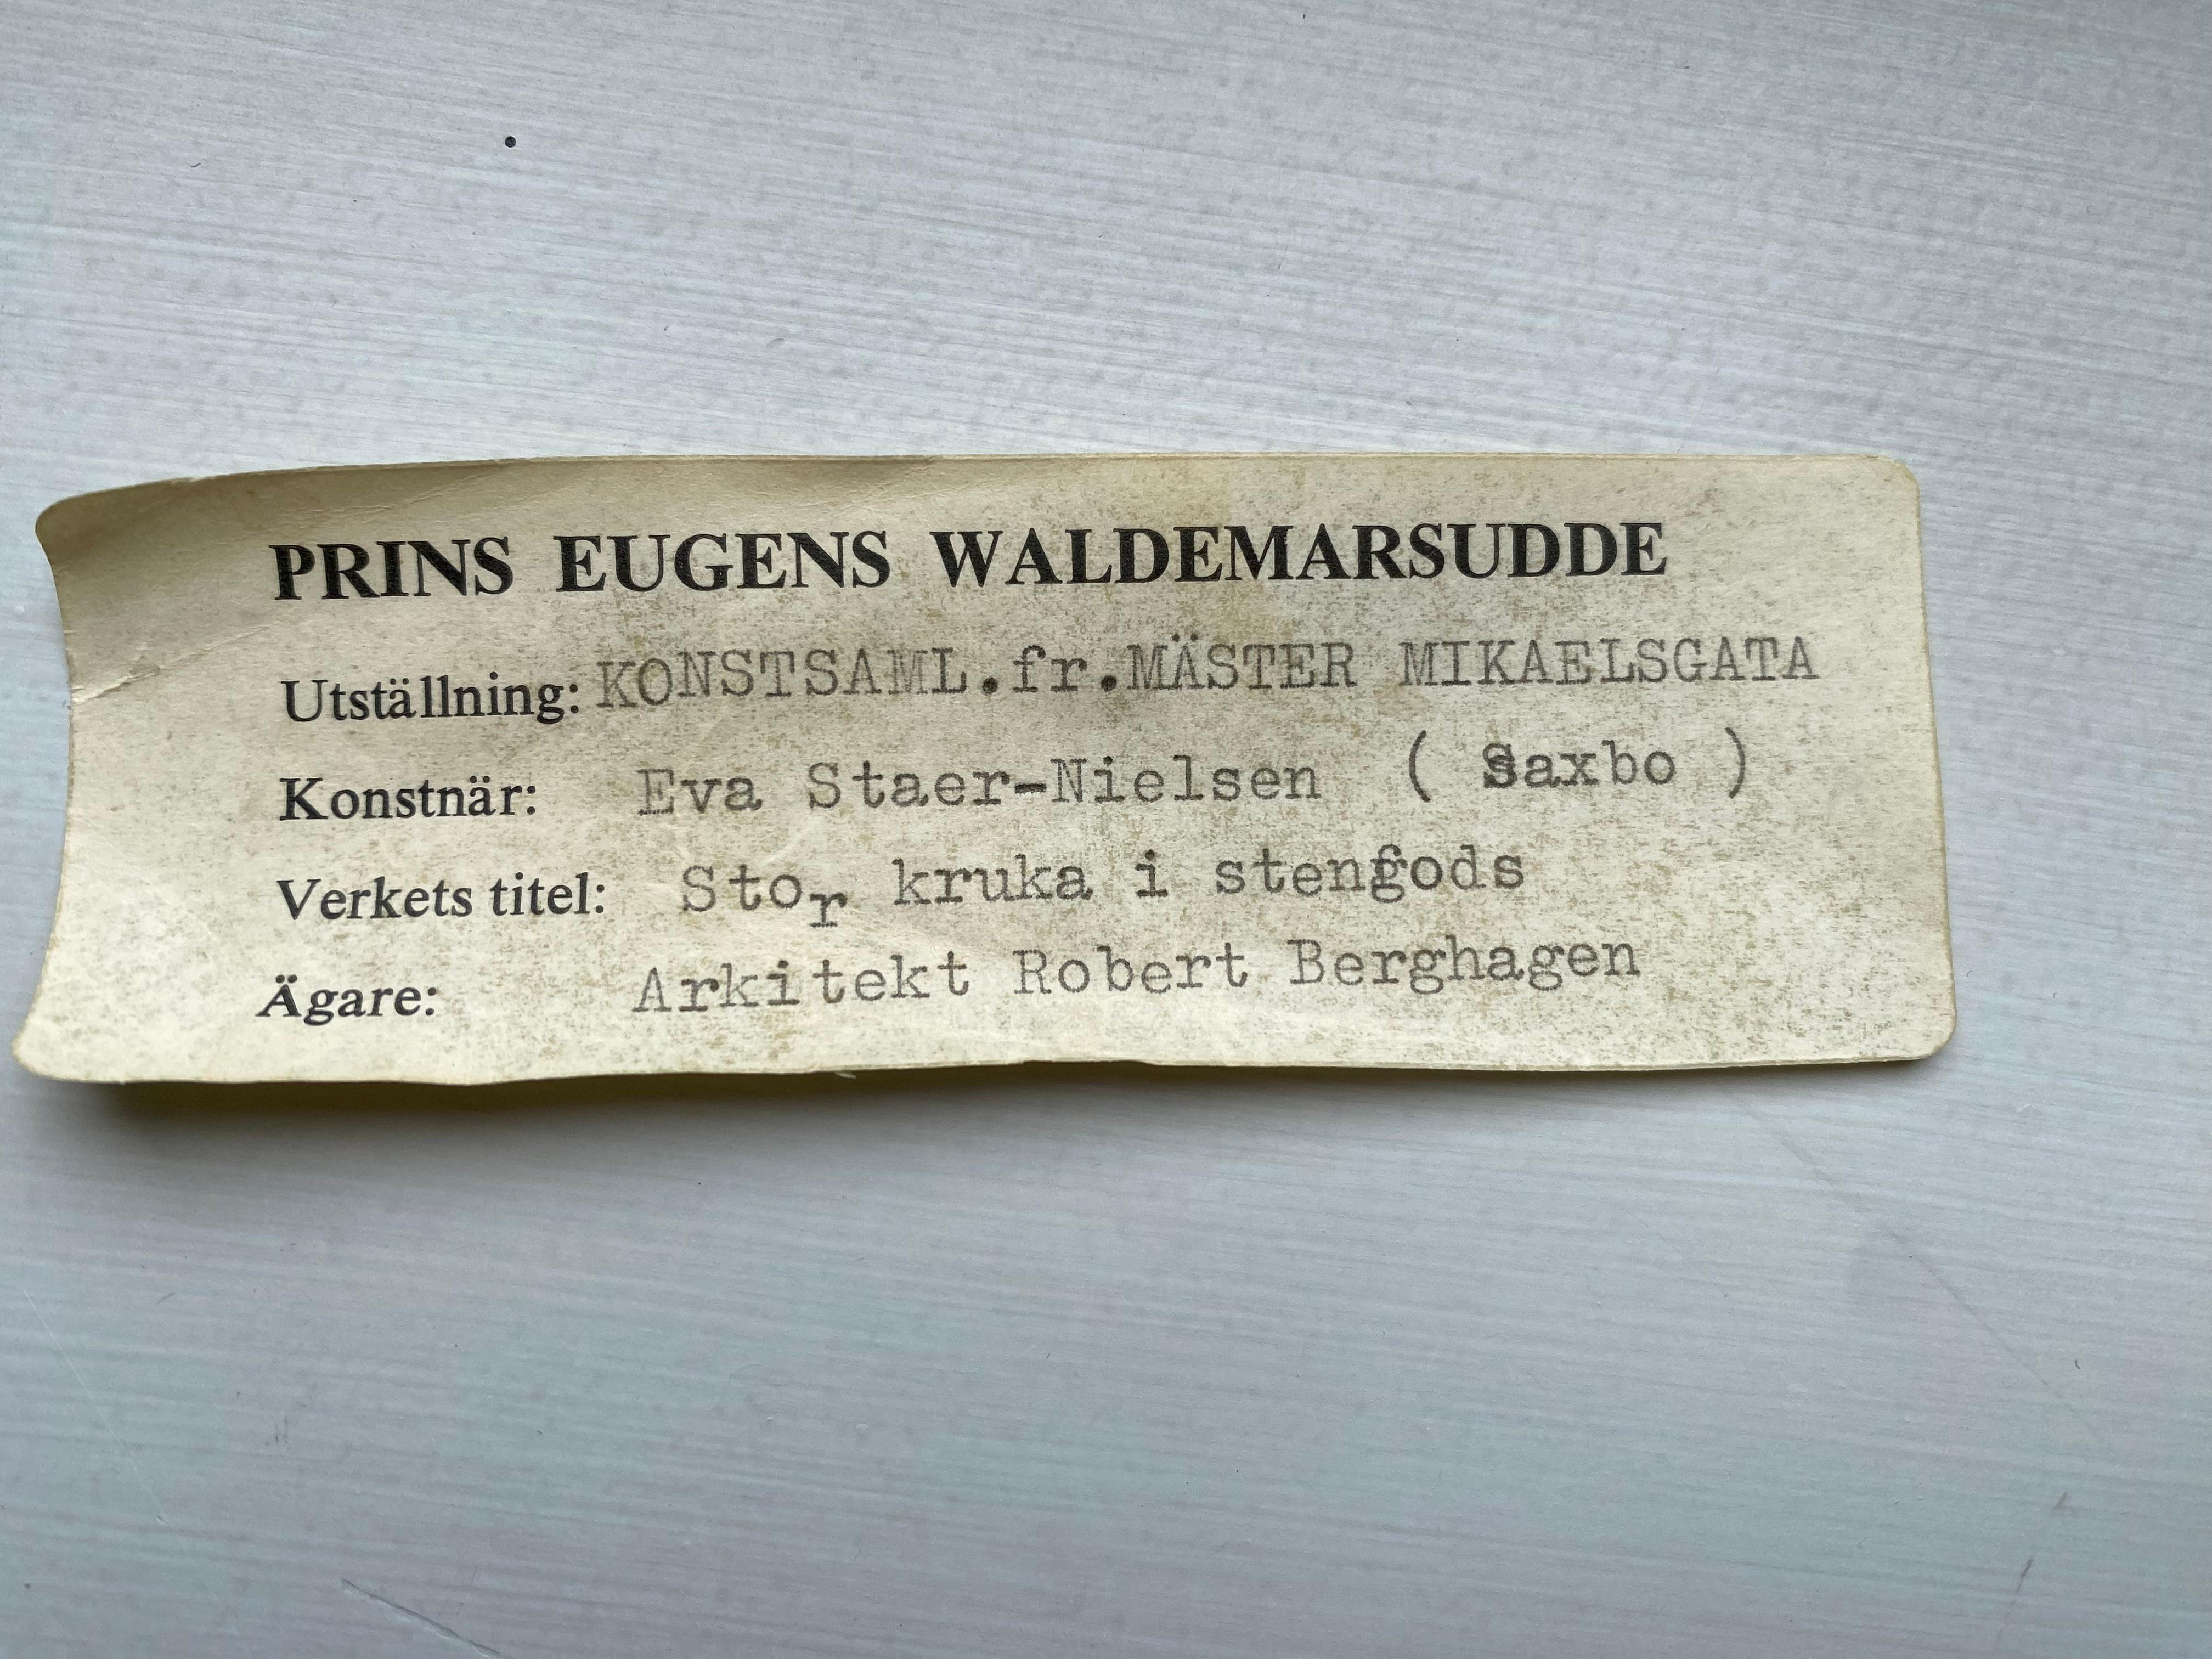 PRINS EUGENS WALDEMARSUDDE
Utställning: KONSTSAML.fr.MÄSTER MIKAELSGATA
Konstnär: Eva Staer-Nielsen ( Saxbo )
Verkets titel: Stor kruka i stengods
Ägare: Arkitekt Robert Berghagen